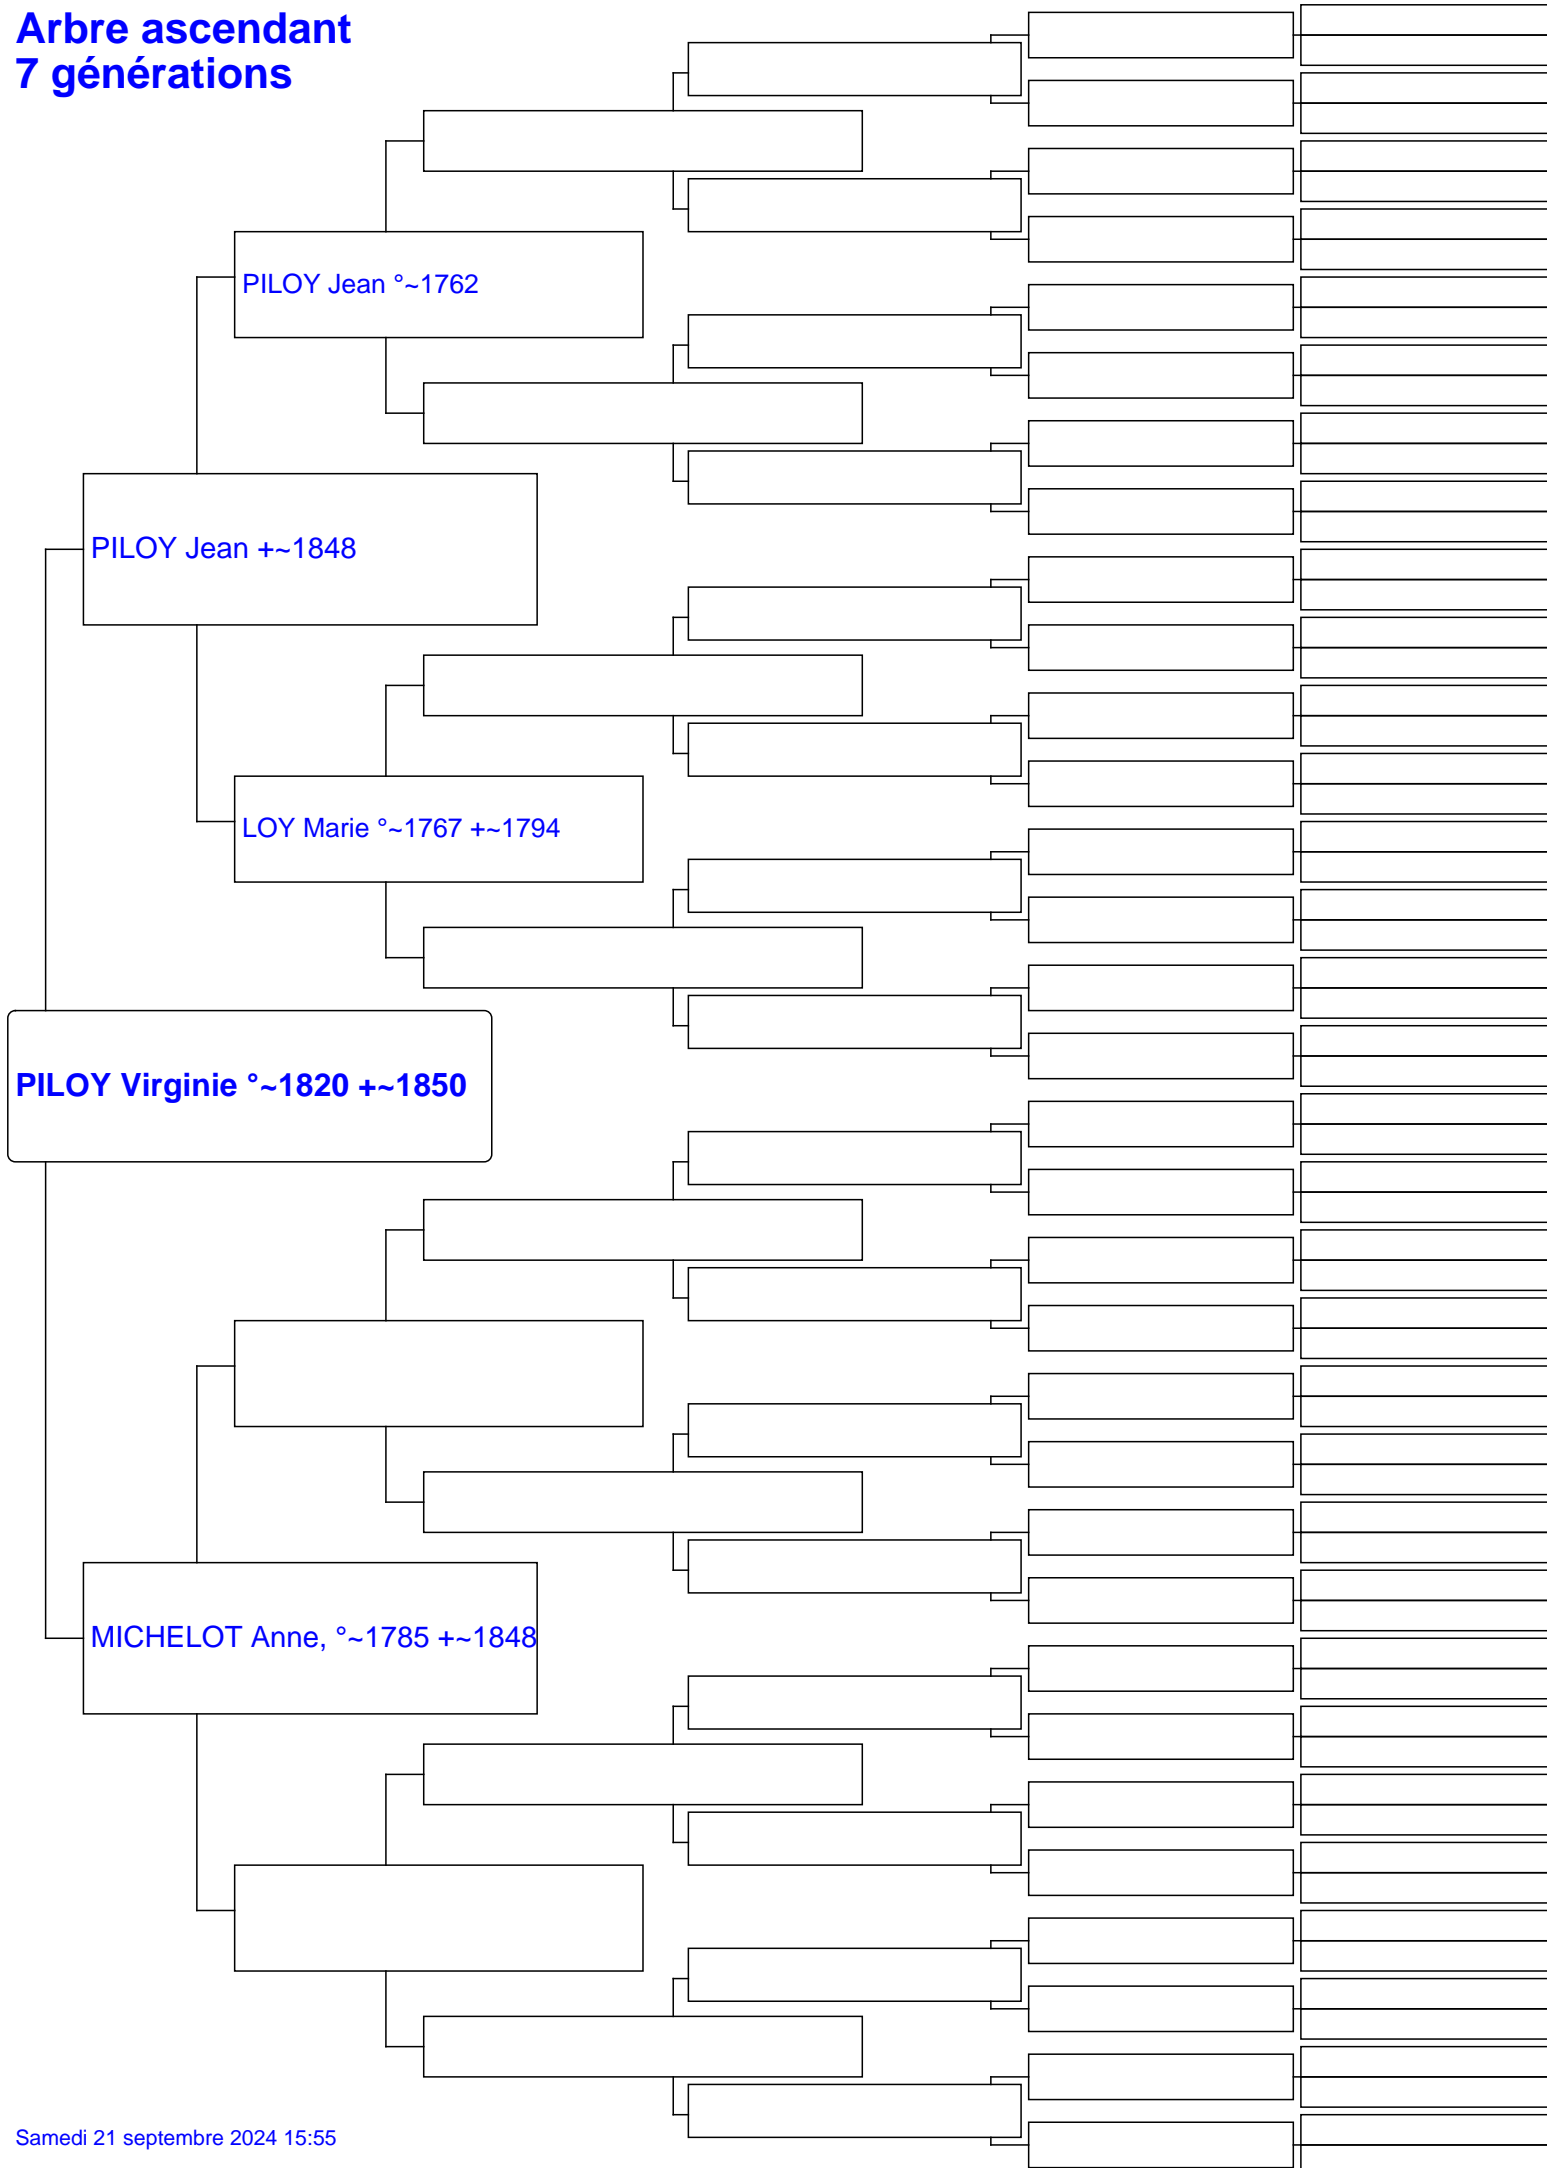 Arbre ascendant
7 générations
PILOY Jean °~1762
PILOY Jean +~1848
LOY Marie °~1767 +~1794
PILOY Virginie °~1820 +~1850
MICHELOT Anne, °~1785 +~1848
Samedi 21 septembre 2024 15:55